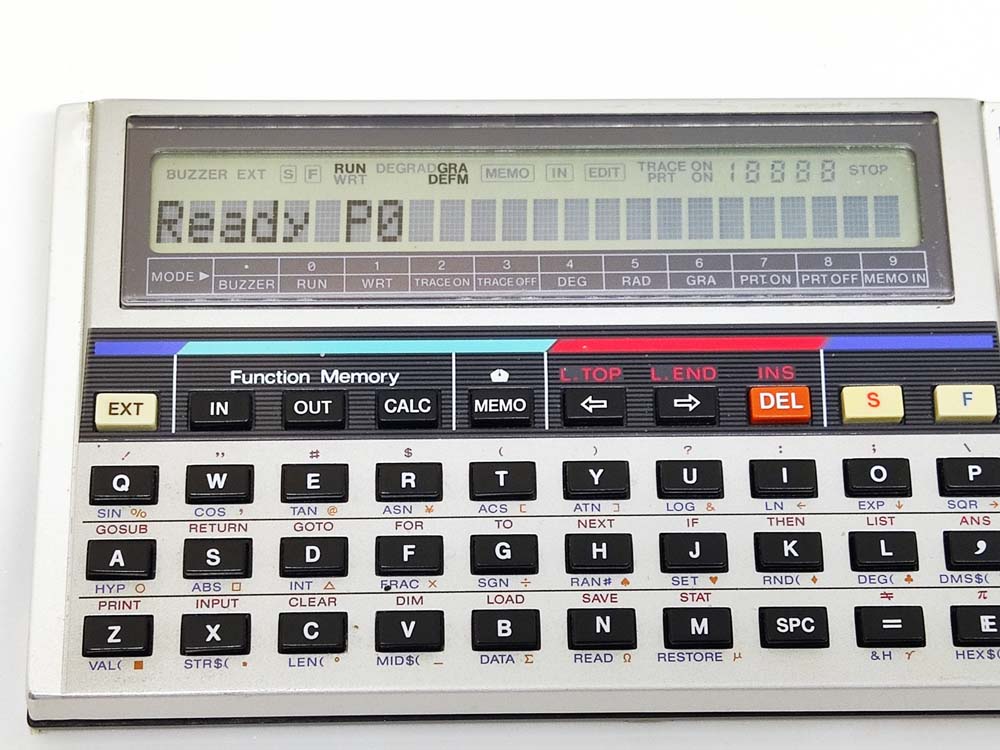 BUZZER EXT S F RUN DEGRADGRA MEMO IN EDIT TRACE ON 18888 STOP
WRT DEFM PRT ON
Ready P0
MODE ▶ • 0 1 2 3 4 5 6 7 8 9
BUZZER RUN WRT TRACE ON TRACE OFF DEG RAD GRA PRT ON PRT OFF MEMO IN
Function Memory L.TOP L.END INS
EXT IN OUT CALC MEMO ⇦ ⇨ DEL S F
! " # $ ( ) ? : ; \
Q W E R T Y U I O P
SIN % COS ' TAN @ ASN ¥ ACS [ ATN ] LOG & LN ← EXP ↓ SQR →
GOSUB RETURN GOTO FOR TO NEXT IF THEN LIST ANS
A S D F G H J K L ,
HYP ○ ABS □ INT △ FRAC × SGN ÷ RAN# ♠ SET ♥ RND( ♦ DEG( ♣ DMS$(
PRINT INPUT CLEAR DIM LOAD SAVE STAT ≠ π
Z X C V B N M SPC = E
VAL( ■ STR$( • LEN( ° MID$( _ DATA Σ READ Ω RESTORE μ &H HEX$(